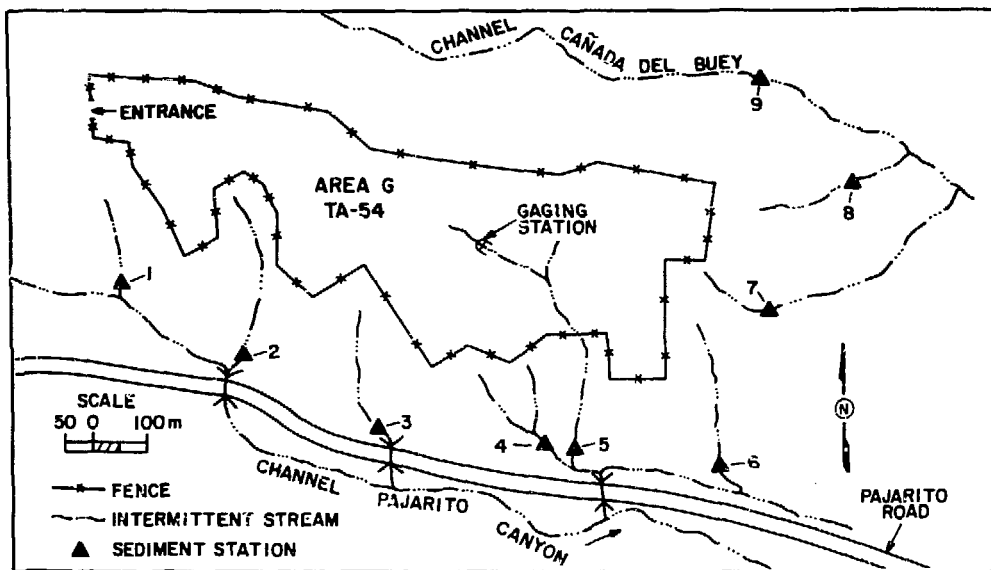 CHANNEL CAÑADA DEL BUEY
9
ENTRANCE
AREA G
TA-54
GAGING
STATION
8
1
7
2
SCALE
50 0 100m
3
4
5
6
CHANNEL PAJARITO CANYON
PAJARITO
ROAD
N
FENCE
INTERMITTENT STREAM
SEDIMENT STATION